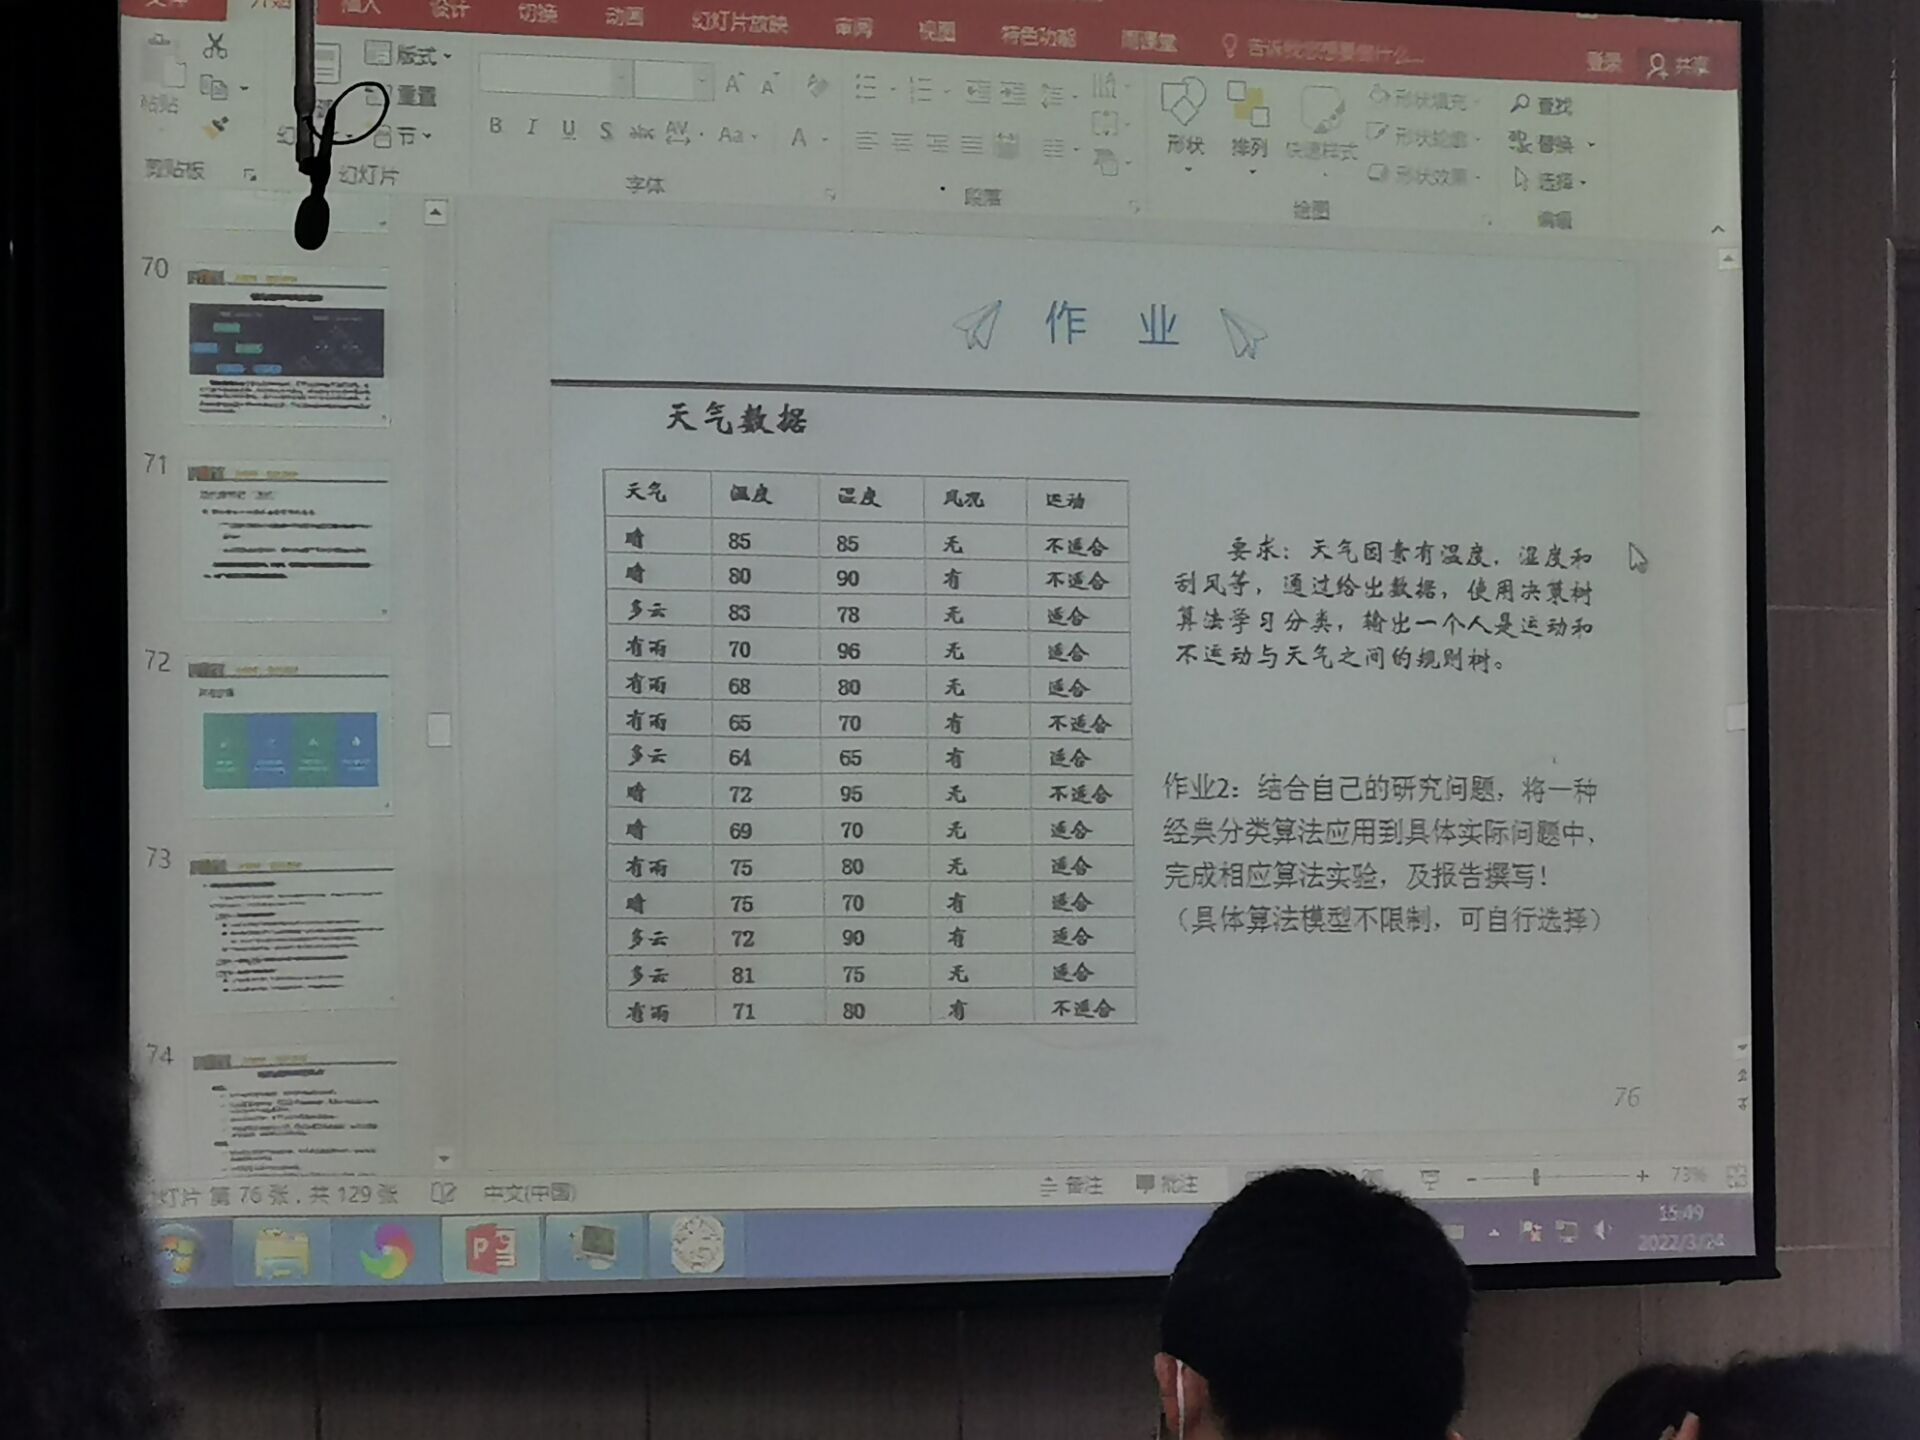 插入
设计
切换
动画
幻灯片放映
审阅
视图
特色功能
雨课堂
告诉我您想要做什么...
登录
共享
粘贴
版式
重置
节
剪贴板
幻灯片
B I U S abc AV Aa A
字体
段落
形状
排列
快速样式
形状填充
形状轮廓
形状效果
绘图
查找
替换
选择
编辑
70
71
72
73
74
作 业
天气数据
天气 温度 湿度 风况 运动
晴 85 85 无 不适合
晴 80 90 有 不适合
多云 83 78 无 适合
有雨 70 96 无 适合
有雨 68 80 无 适合
有雨 65 70 有 不适合
多云 64 65 有 适合
晴 72 95 无 不适合
晴 69 70 无 适合
有雨 75 80 无 适合
晴 75 70 有 适合
多云 72 90 有 适合
多云 81 75 无 适合
有雨 71 80 有 不适合
要求：天气因素有温度，湿度和
刮风等，通过给出数据，使用决策树
算法学习分类，输出一个人是运动和
不运动与天气之间的规则树。
作业2：结合自己的研究问题，将一种
经典分类算法应用到具体实际问题中，
完成相应算法实验，及报告撰写！
（具体算法模型不限制，可自行选择）
76
灯片 第 76 张，共 129 张 中文(中国)
备注 批注
73%
15:49
2022/3/24